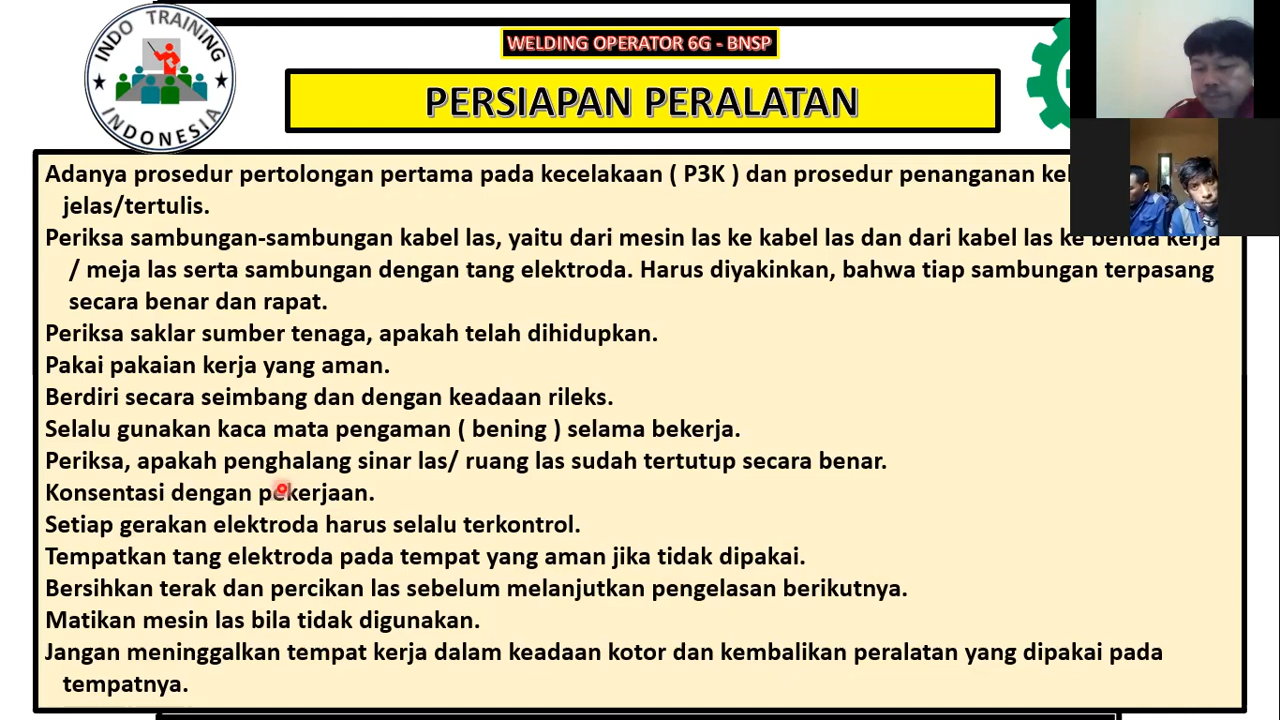 INDO TRAINING
INDONESIA
WELDING OPERATOR 6G - BNSP
PERSIAPAN PERALATAN
Adanya prosedur pertolongan pertama pada kecelakaan ( P3K ) dan prosedur penanganan
jelas/tertulis.
Periksa sambungan-sambungan kabel las, yaitu dari mesin las ke kabel las dan dari kabel las ke benda kerja
/ meja las serta sambungan dengan tang elektroda. Harus diyakinkan, bahwa tiap sambungan terpasang
secara benar dan rapat.
Periksa saklar sumber tenaga, apakah telah dihidupkan.
Pakai pakaian kerja yang aman.
Berdiri secara seimbang dan dengan keadaan rileks.
Selalu gunakan kaca mata pengaman ( bening ) selama bekerja.
Periksa, apakah penghalang sinar las/ ruang las sudah tertutup secara benar.
Konsentasi dengan pekerjaan.
Setiap gerakan elektroda harus selalu terkontrol.
Tempatkan tang elektroda pada tempat yang aman jika tidak dipakai.
Bersihkan terak dan percikan las sebelum melanjutkan pengelasan berikutnya.
Matikan mesin las bila tidak digunakan.
Jangan meninggalkan tempat kerja dalam keadaan kotor dan kembalikan peralatan yang dipakai pada
tempatnya.